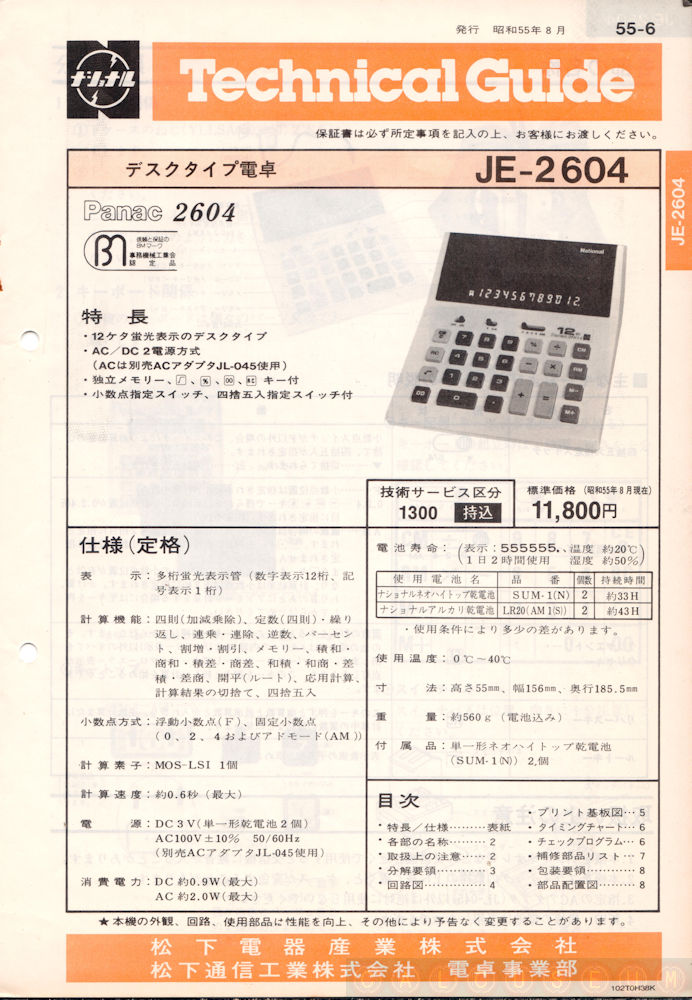 発行 昭和55年8月
55-6
ナショナル
Technical Guide
保証書は必ず所定事項を記入の上、お客様にお渡しください。
デスクタイプ電卓
JE-2604
JE-2604
Panac 2604
信頼と保証の
BMマーク
事務機械工業会
認定品
National
123456789012.
特長
・12ケタ蛍光表示のデスクタイプ
・AC/DC2電源方式
(ACは別売ACアダプタJL-045使用)
・独立メモリー、√、%、00、 キー付
・小数点指定スイッチ、四捨五入指定スイッチ付
技術サービス区分
1300 持込
標準価格 (昭和55年8月現在)
11,800円
仕様(定格)
表示:多桁蛍光表示管(数字表示12桁、記
号表示1桁)
計算機能:四則(加減乗除)、定数(四則)・繰り
返し、連乗・連除、逆数、パーセン
ト、割増・割引、メモリー、積和・
商和・積差・商差、和積・和商・差
積・差商、開平(ルート)、応用計算、
計算結果の切捨て、四捨五入
小数点方式:浮動小数点(F)、固定小数点
(0、2、4およびアドモード(AM))
計算素子:MOS-LSI 1個
計算速度:約0.6秒(最大)
電源:DC3V(単一形乾電池2個)
AC100V±10% 50/60Hz
(別売ACアダプタJL-045使用)
消費電力:DC 約0.9W(最大)
AC 約2.0W(最大)
電池寿命:(表示:555555.、温度 約20℃
1日2時間使用 湿度 約50%)
使用電池名 品番 個数 持続時間
ナショナルネオハイトップ乾電池 SUM-1(N) 2 約33H
ナショナルアルカリ乾電池 LR20(AM1(S)) 2 約43H
・使用条件により多少の差があります。
使用温度:0℃～40℃
寸法:高さ55mm、幅156mm、奥行185.5mm
重量:約560g(電池込み)
付属品:単一形ネオハイトップ乾電池
(SUM-1(N)) 2個
目次
・特長/仕様………表紙
・各部の名称………2
・取扱上の注意……2
・分解要領…………3
・回路図……………4
・プリント基板図…5
・タイミングチャート…6
・チェックプログラム…6
・補修部品リスト…7
・包装要領…………8
・部品配置図………8
★本機の外観、回路、使用部品は性能を向上、その他により予告なく変更することがあります。
松下電器産業株式会社
松下通信工業株式会社 電卓事業部
CALCUSEUM
102T0H38K